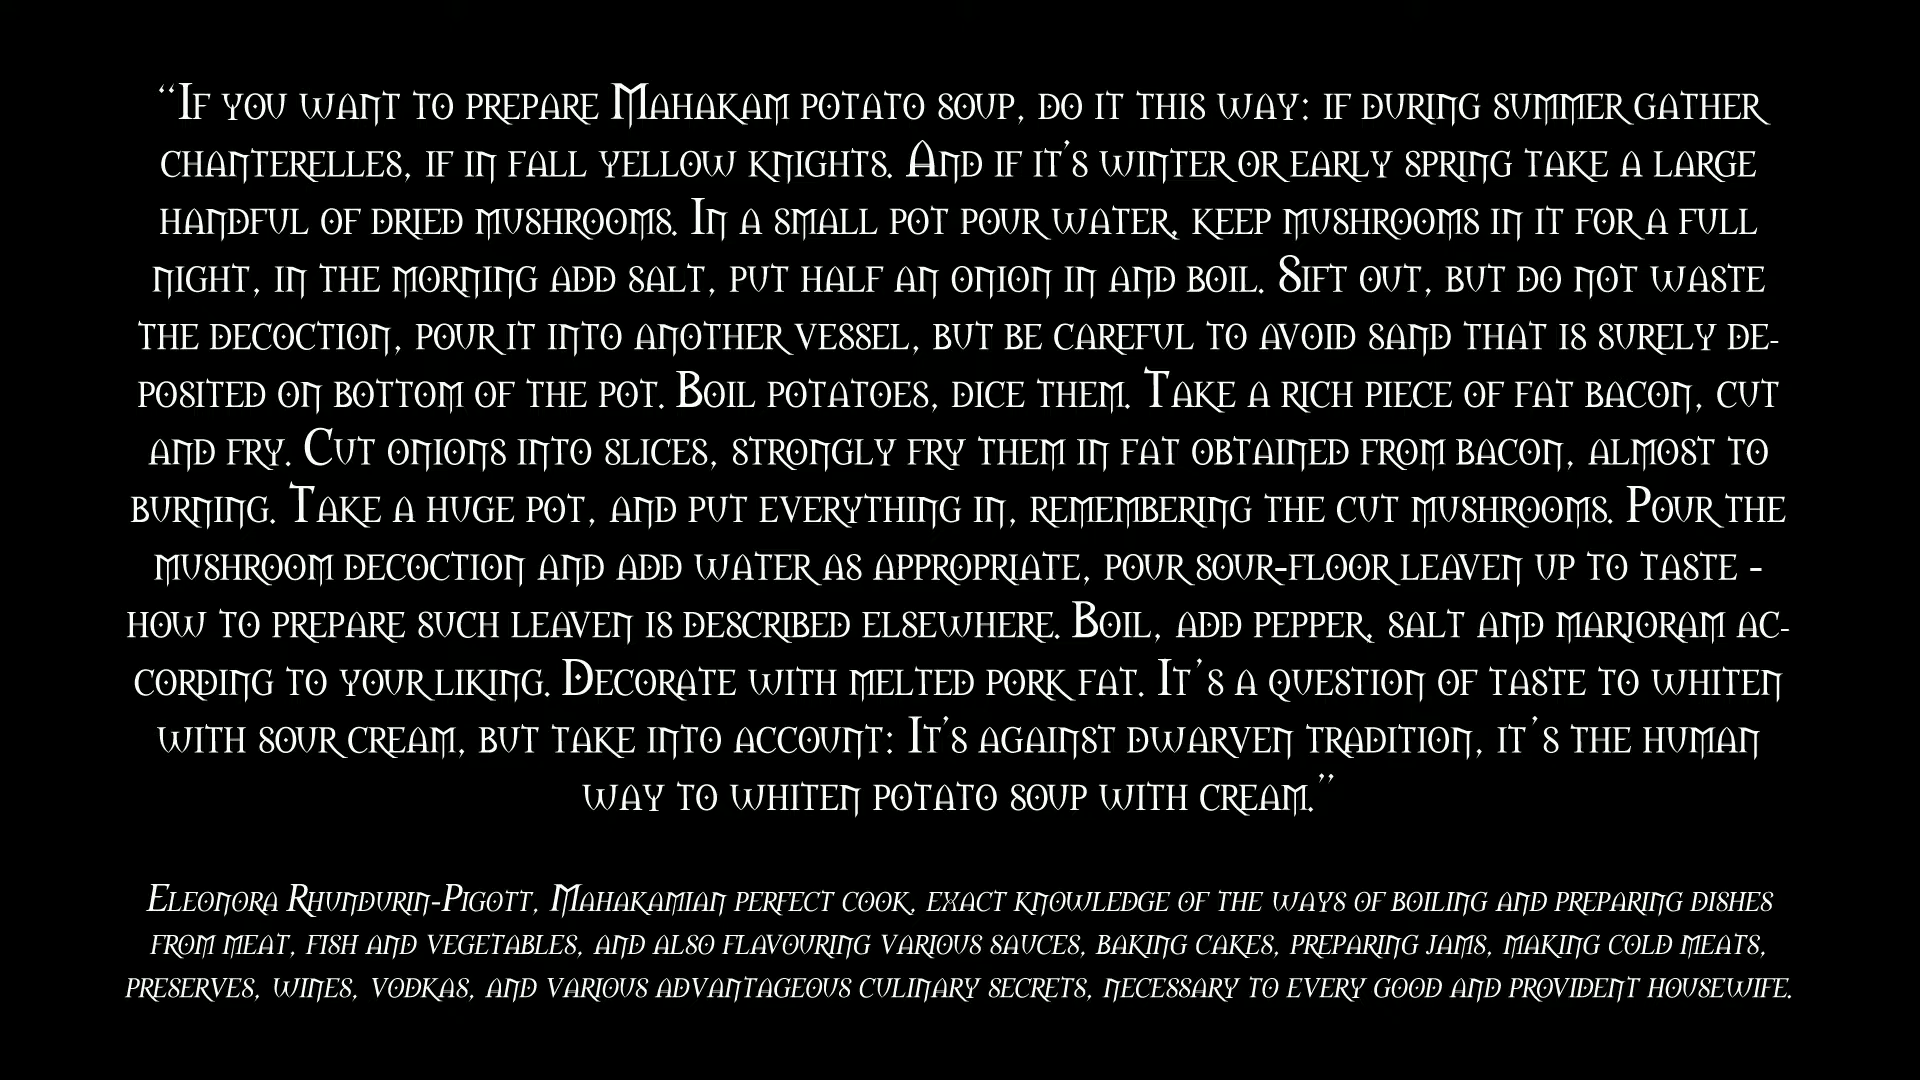 “If you want to prepare Mahakam potato soup, do it this way: if during summer gather
chanterelles, if in fall yellow knights. And if it’s winter or early spring take a large
handful of dried mushrooms. In a small pot pour water, keep mushrooms in it for a full
night, in the morning add salt, put half an onion in and boil. Sift out, but do not waste
the decoction, pour it into another vessel, but be careful to avoid sand that is surely de-
posited on bottom of the pot. Boil potatoes, dice them. Take a rich piece of fat bacon, cut
and fry. Cut onions into slices, strongly fry them in fat obtained from bacon, almost to
burning. Take a huge pot, and put everything in, remembering the cut mushrooms. Pour the
mushroom decoction and add water as appropriate, pour sour-floor leaven up to taste -
how to prepare such leaven is described elsewhere. Boil, add pepper, salt and marjoram ac-
cording to your liking. Decorate with melted pork fat. It’s a question of taste to whiten
with sour cream, but take into account: It’s against dwarven tradition, it’s the human
way to whiten potato soup with cream.”
Eleonora Rhundurin-Pigott, Mahakamian perfect cook, exact knowledge of the ways of boiling and preparing dishes
from meat, fish and vegetables, and also flavouring various sauces, baking cakes, preparing jams, making cold meats,
preserves, wines, vodkas, and various advantageous culinary secrets, necessary to every good and provident housewife.